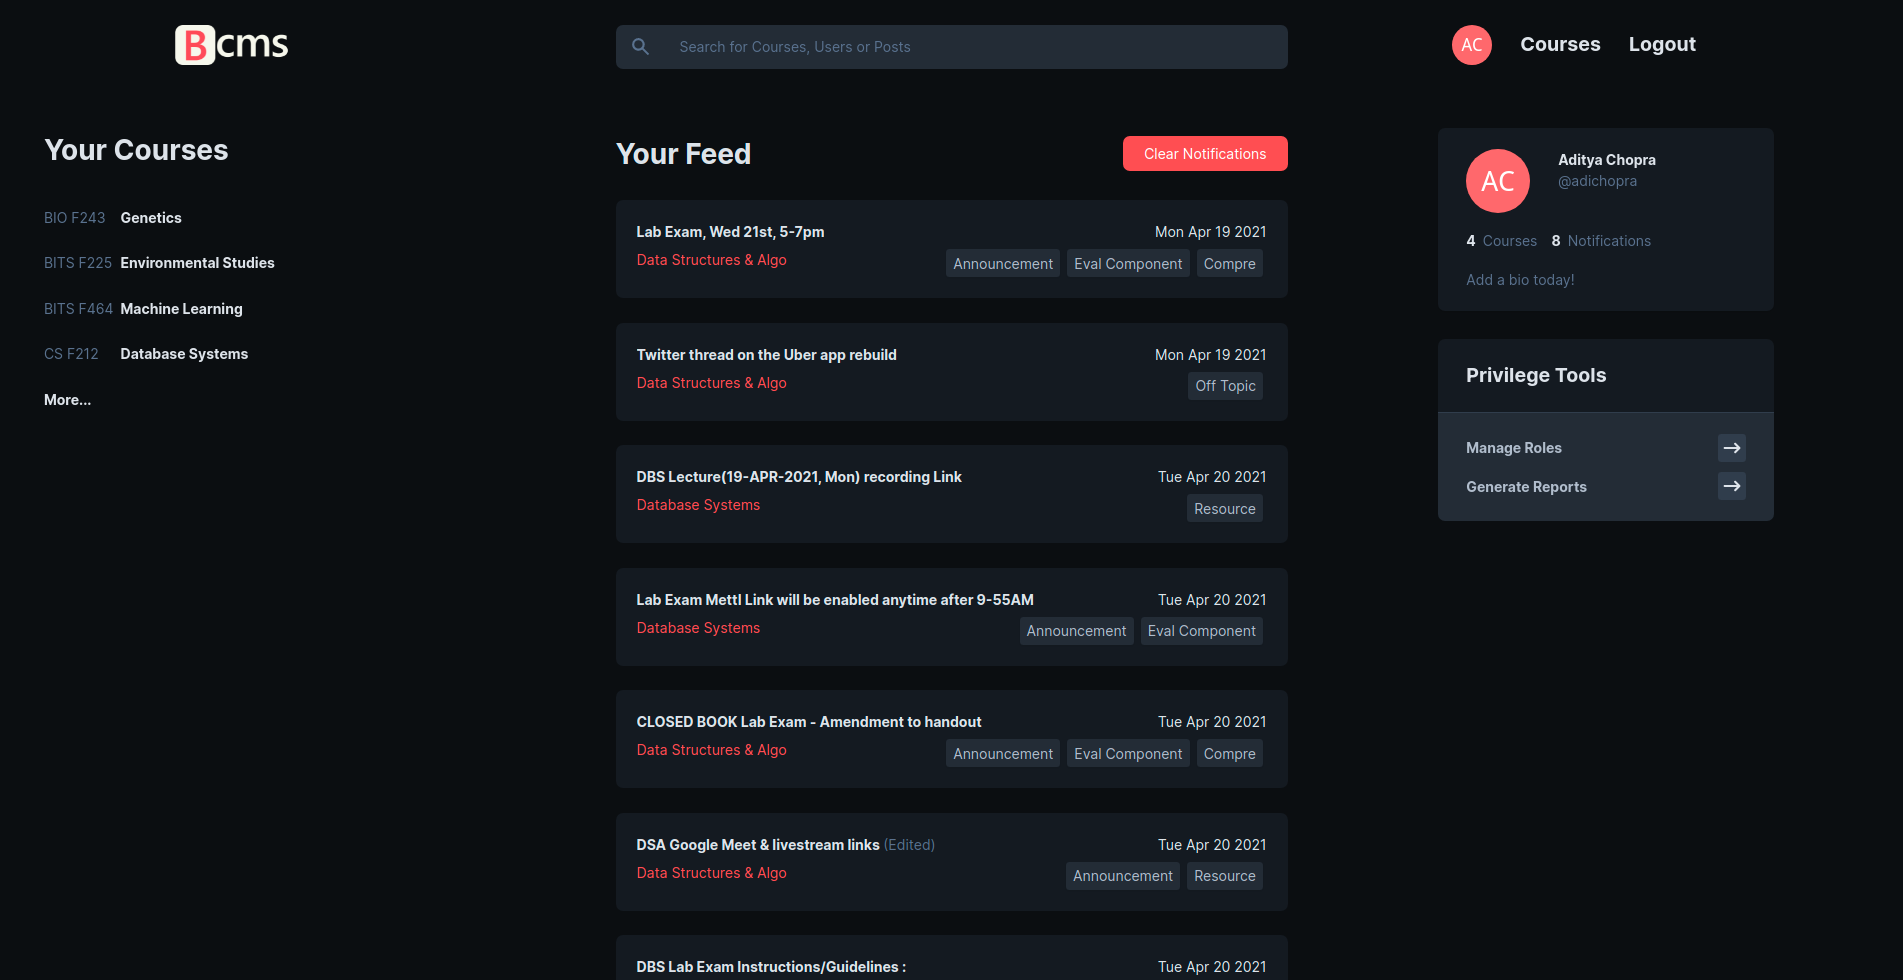 Bcms
Search for Courses, Users or Posts
AC
Courses
Logout
Your Courses
BIO F243 Genetics
BITS F225 Environmental Studies
BITS F464 Machine Learning
CS F212 Database Systems
More...
Your Feed
Clear Notifications
Lab Exam, Wed 21st, 5-7pm
Mon Apr 19 2021
Data Structures & Algo
Announcement Eval Component Compre
Twitter thread on the Uber app rebuild
Mon Apr 19 2021
Data Structures & Algo
Off Topic
DBS Lecture(19-APR-2021, Mon) recording Link
Tue Apr 20 2021
Database Systems
Resource
Lab Exam Mettl Link will be enabled anytime after 9-55AM
Tue Apr 20 2021
Database Systems
Announcement Eval Component
CLOSED BOOK Lab Exam - Amendment to handout
Tue Apr 20 2021
Data Structures & Algo
Announcement Eval Component Compre
DSA Google Meet & livestream links (Edited)
Tue Apr 20 2021
Data Structures & Algo
Announcement Resource
DBS Lab Exam Instructions/Guidelines :
Tue Apr 20 2021
AC
Aditya Chopra
@adichopra
4 Courses 8 Notifications
Add a bio today!
Privilege Tools
Manage Roles
Generate Reports